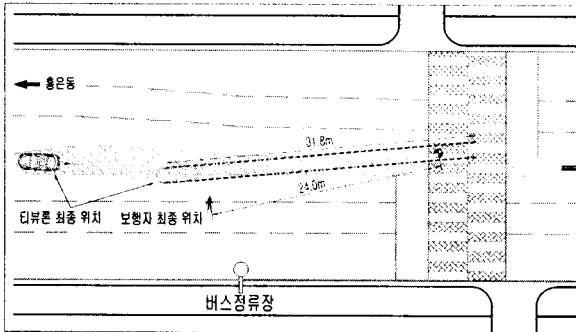 홍은동
31.8m
24.0m
티뷰론 최종 위치 보행자 최종 위치
버스정류장